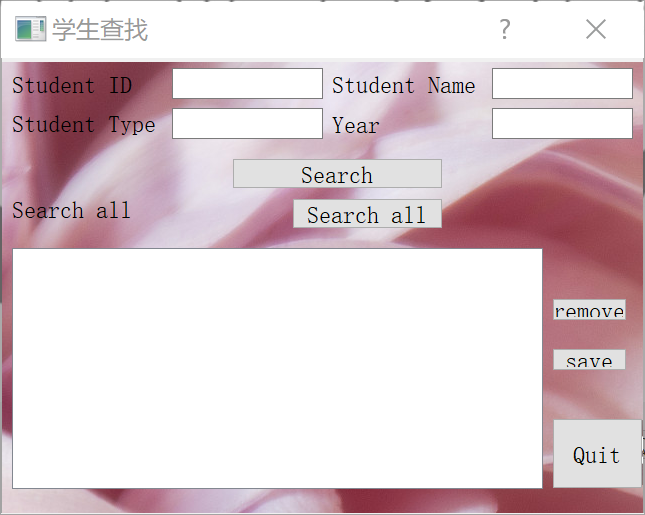 学生查找 ?
Student ID Student Name
Student Type Year
Search
Search all Search all
remove
save
Quit